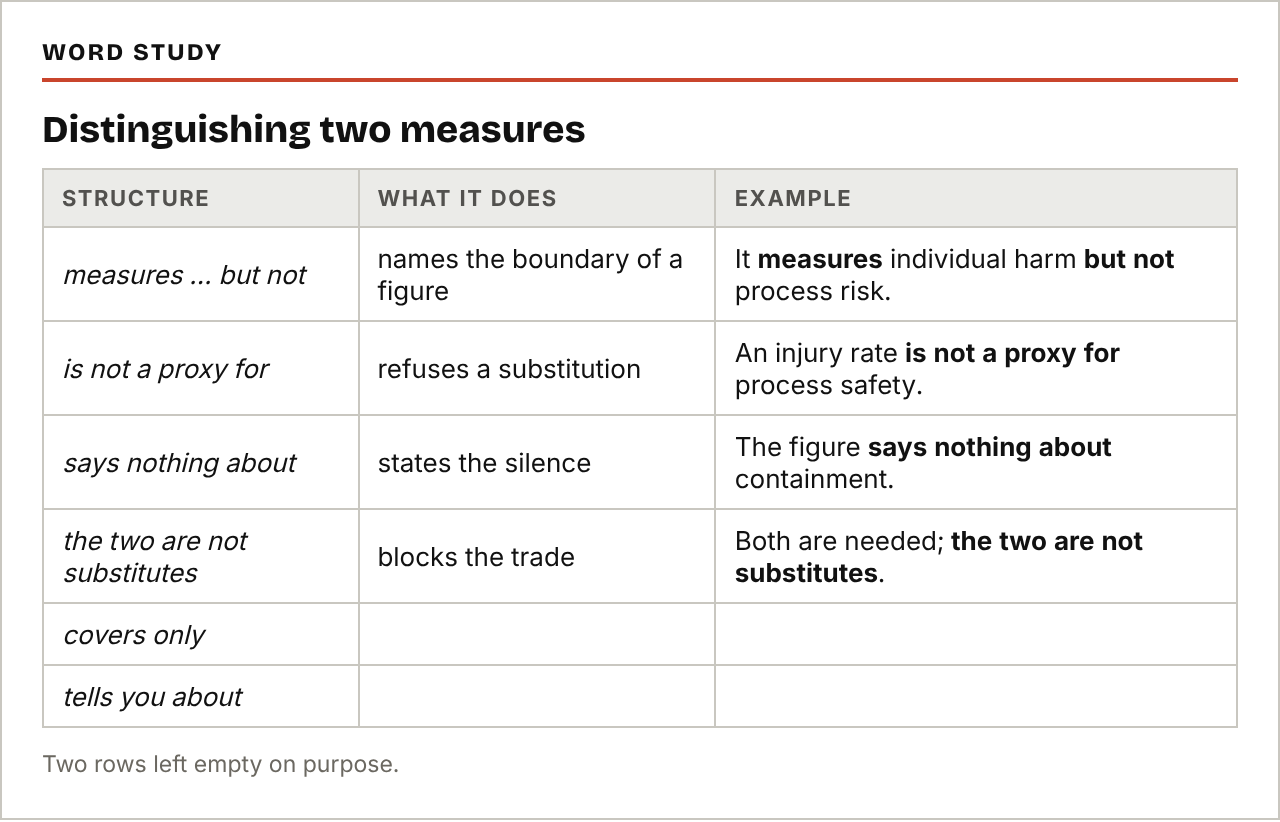 WORD STUDY
Distinguishing two measures
STRUCTURE WHAT IT DOES EXAMPLE
measures ... but not
names the boundary of a
figure
It measures individual harm but not
process risk.
is not a proxy for
refuses a substitution
An injury rate is not a proxy for
process safety.
says nothing about
states the silence
The figure says nothing about
containment.
the two are not
substitutes
blocks the trade
Both are needed; the two are not
substitutes.
covers only
tells you about
Two rows left empty on purpose.